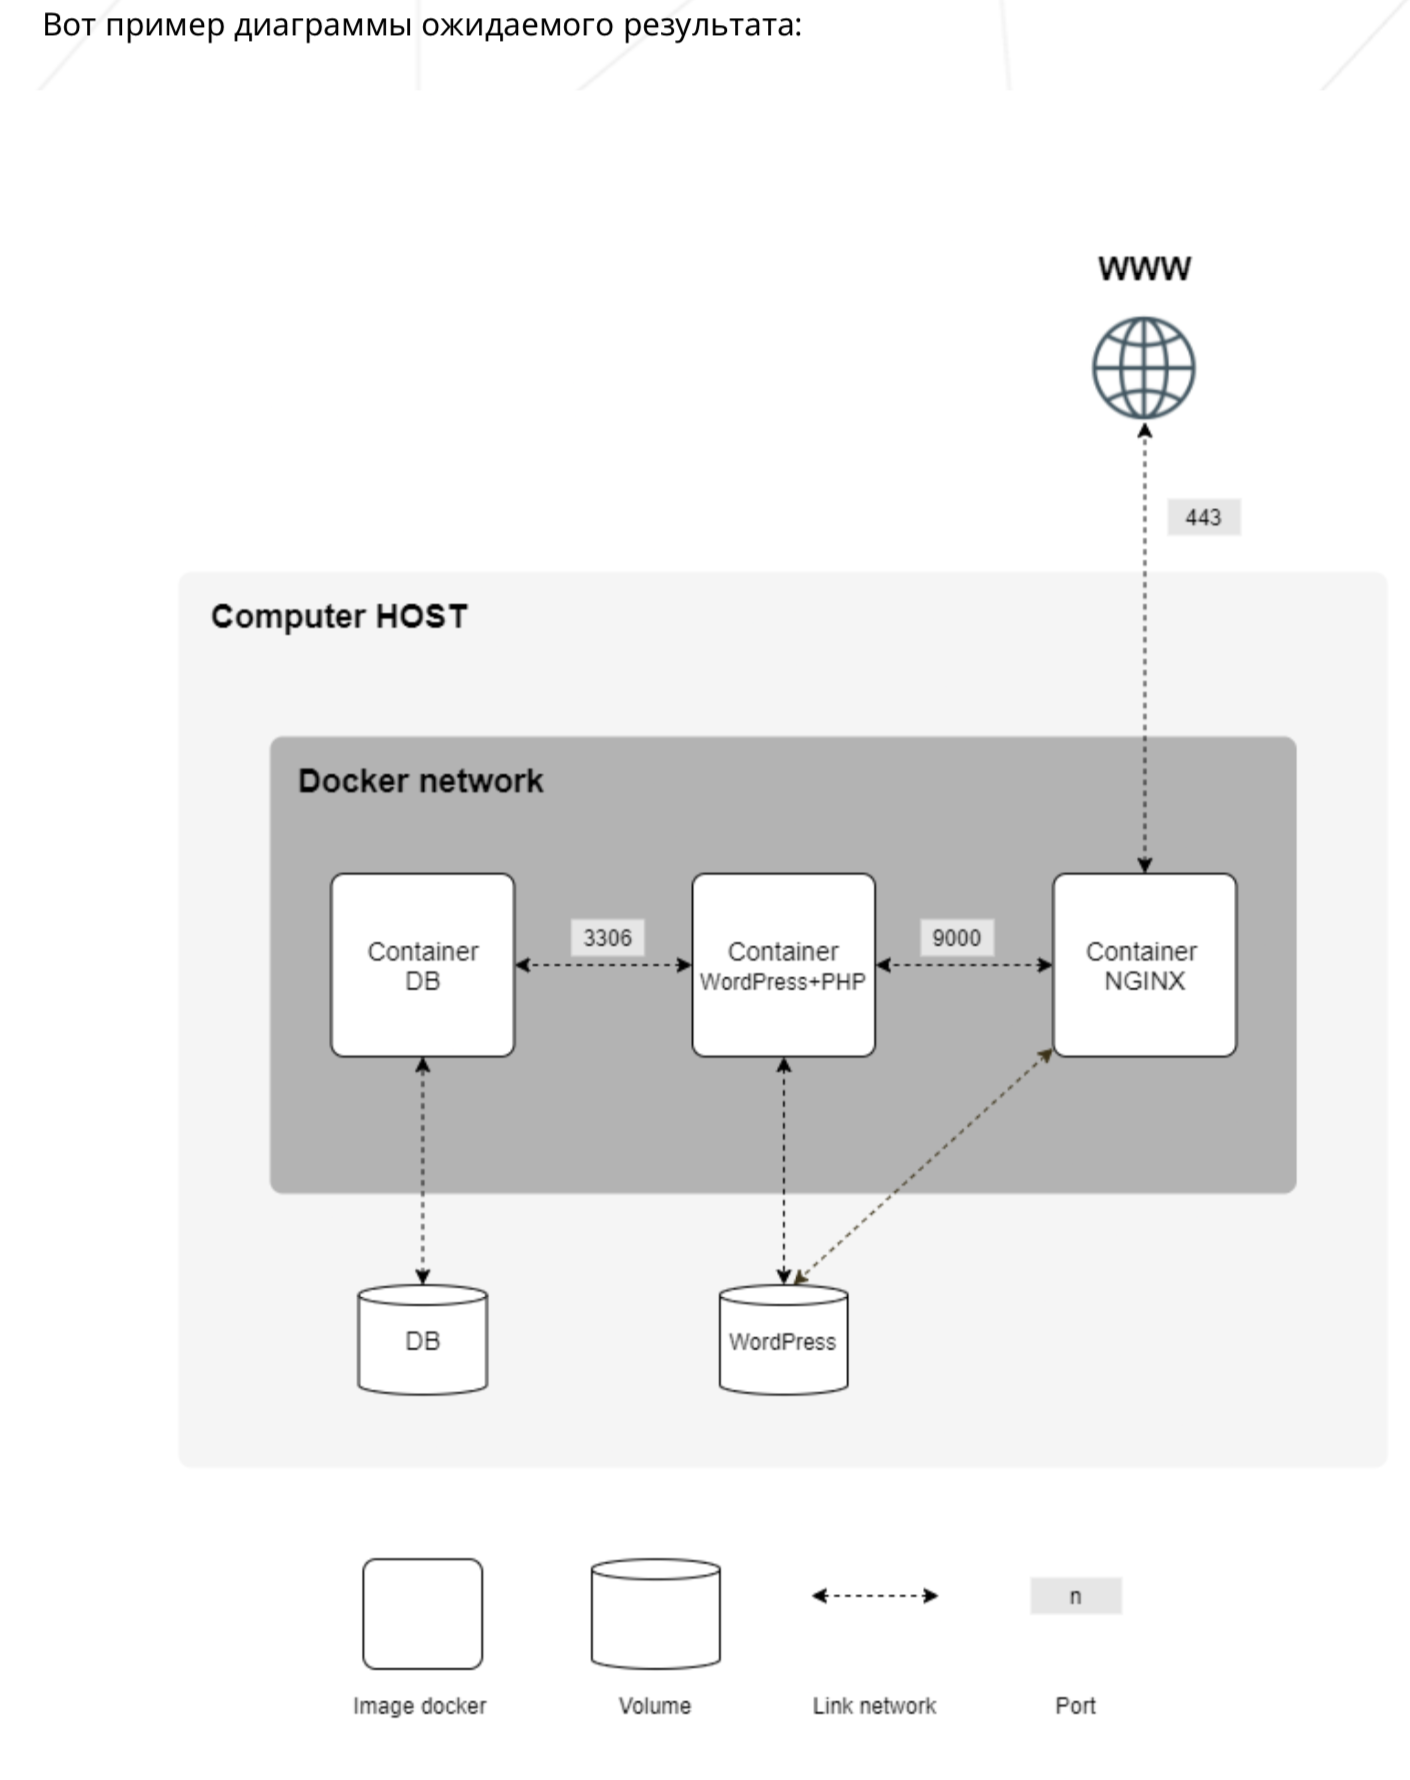 Вот пример диаграммы ожидаемого результата:
WWW
443
Computer HOST
Docker network
Container
DB
3306
Container
WordPress+PHP
9000
Container
NGINX
DB
WordPress
n
Image docker
Volume
Link network
Port